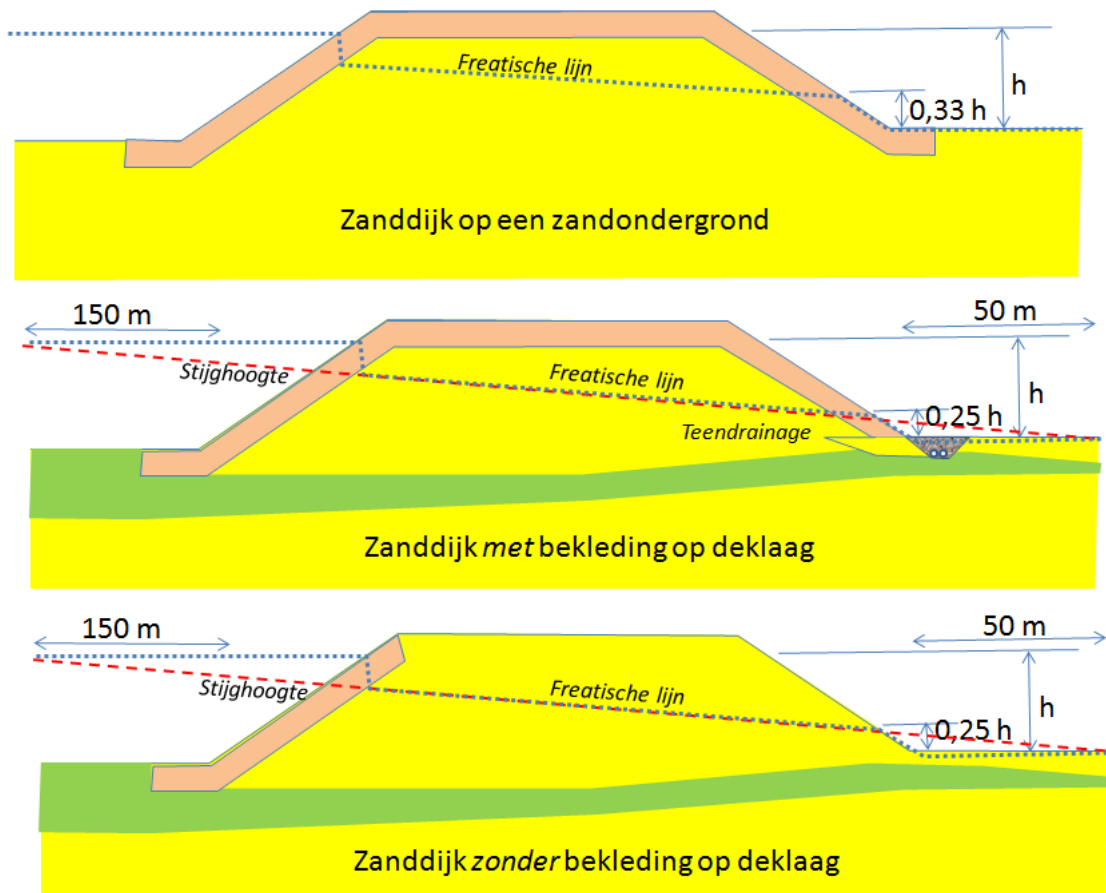 Freatische lijn
h
0,33 h
Zanddijk op een zandondergrond
150 m
50 m
Stijghoogte
Freatische lijn
h
0,25 h
Teendrainage
Zanddijk met bekleding op deklaag
150 m
50 m
Stijghoogte
Freatische lijn
h
0,25 h
Zanddijk zonder bekleding op deklaag